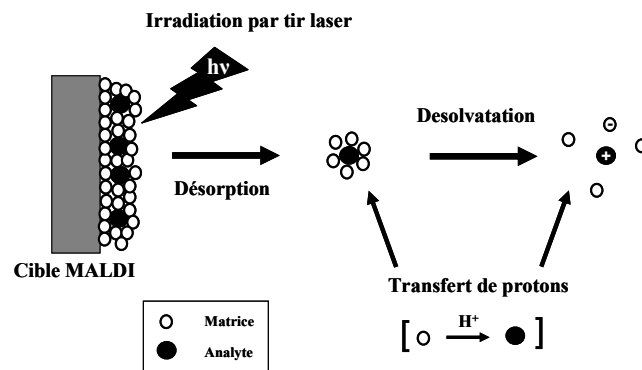 Irradiation par tir laser
hν
Désorption
Desolvatation
-
+
Cible MALDI
Transfert de protons
[ H⁺ ]
Matrice
Analyte